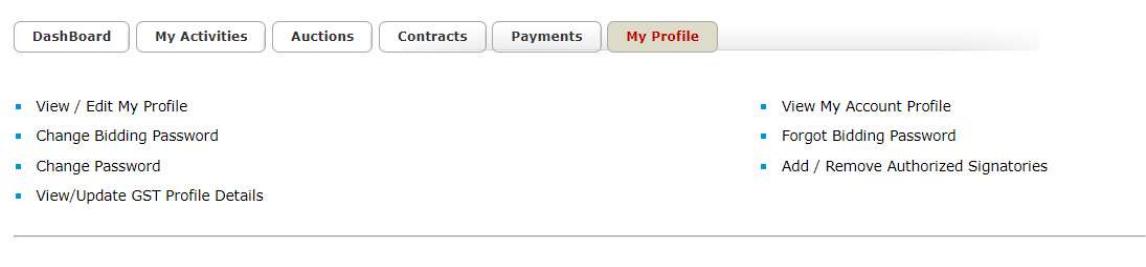 DashBoard My Activities Auctions Contracts Payments My Profile
View / Edit My Profile View My Account Profile
Change Bidding Password Forgot Bidding Password
Change Password Add / Remove Authorized Signatories
View/Update GST Profile Details